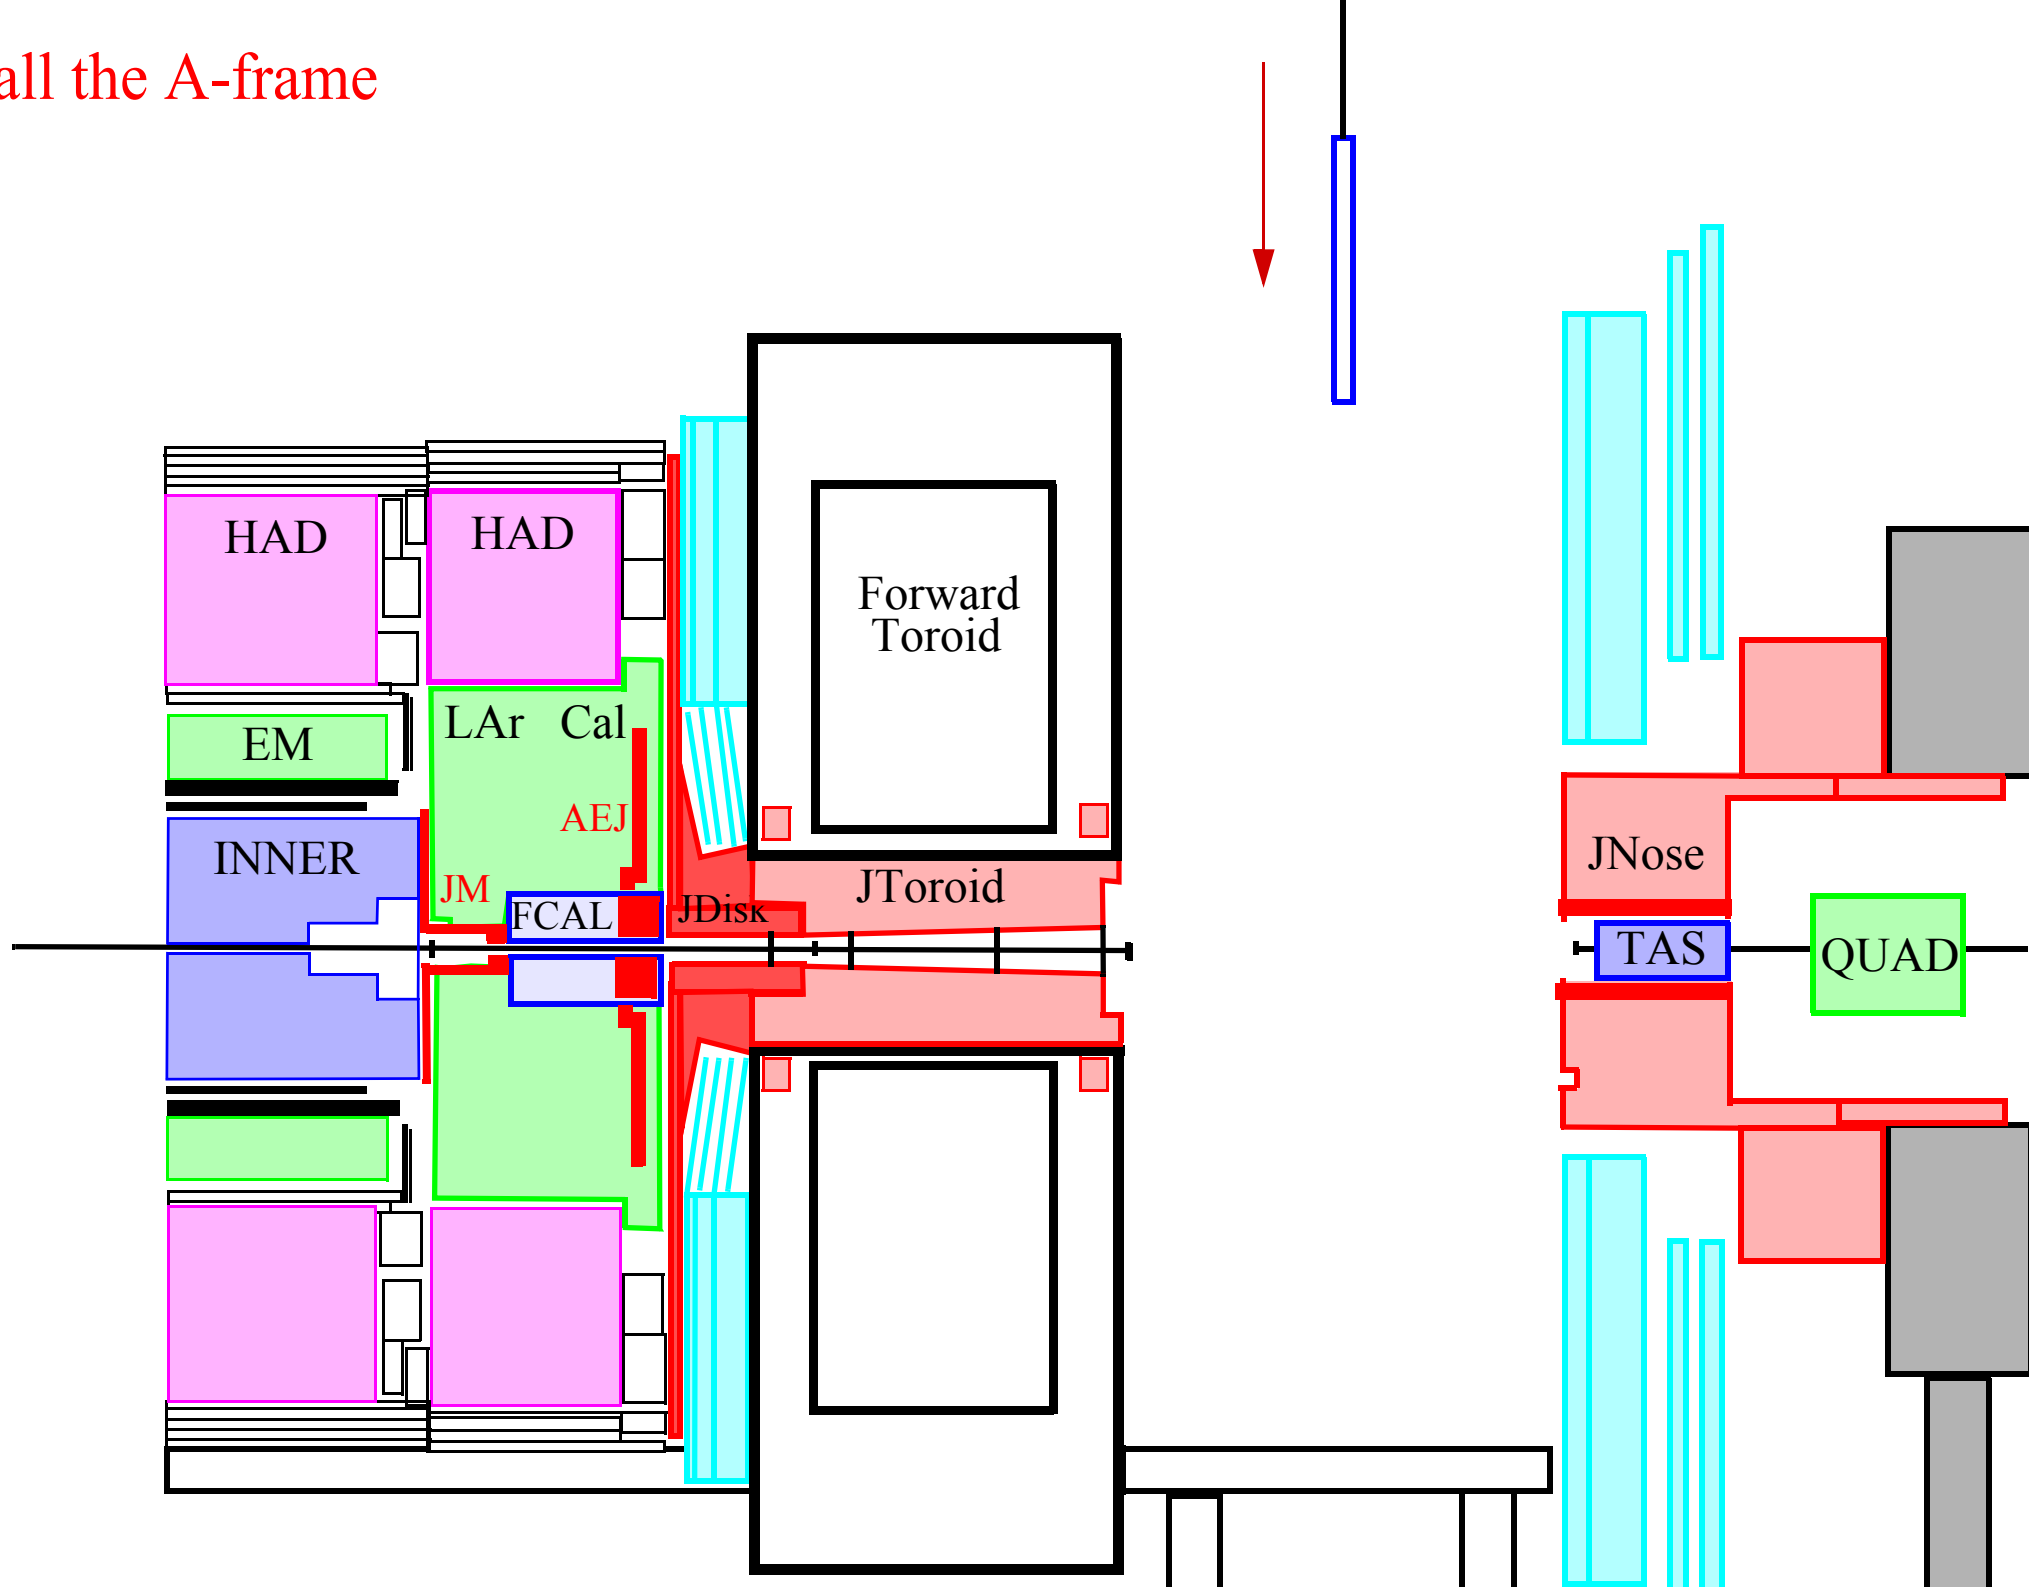 all the A-frame
HAD
HAD
Forward
Toroid
LAr Cal
EM
AEJ
INNER
JM
FCAL
JDisk
JToroid
JNose
TAS
QUAD